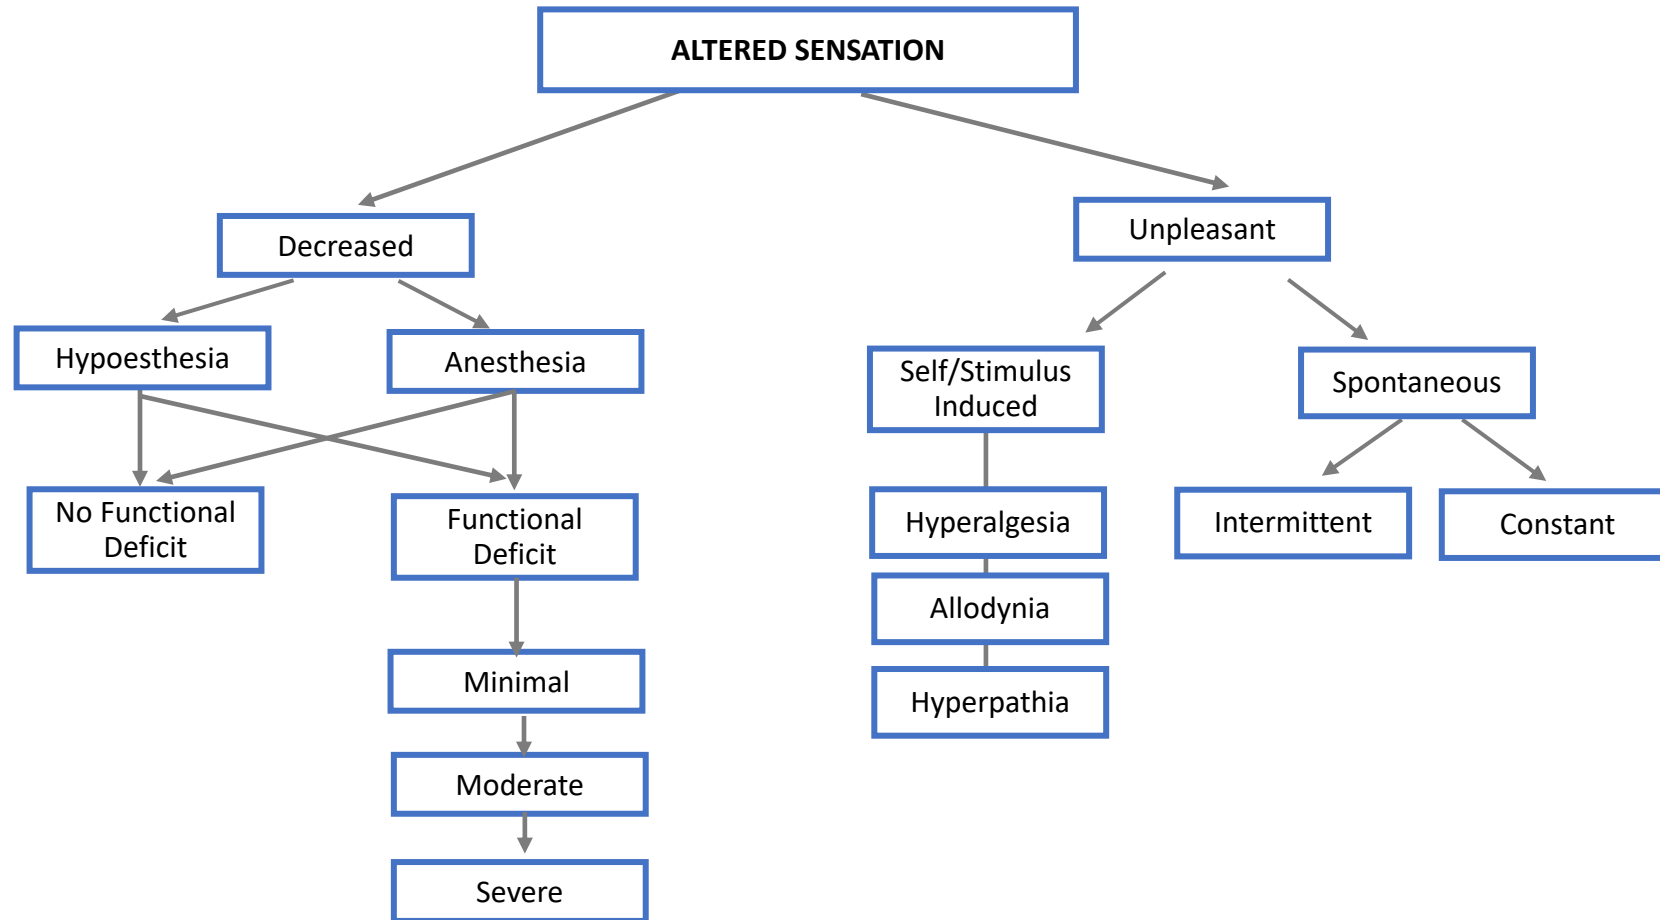 ALTERED SENSATION
Decreased
Unpleasant
Hypoesthesia
Anesthesia
Self/Stimulus
Induced
Spontaneous
No Functional
Deficit
Functional
Deficit
Hyperalgesia
Intermittent
Constant
Allodynia
Minimal
Hyperpathia
Moderate
Severe